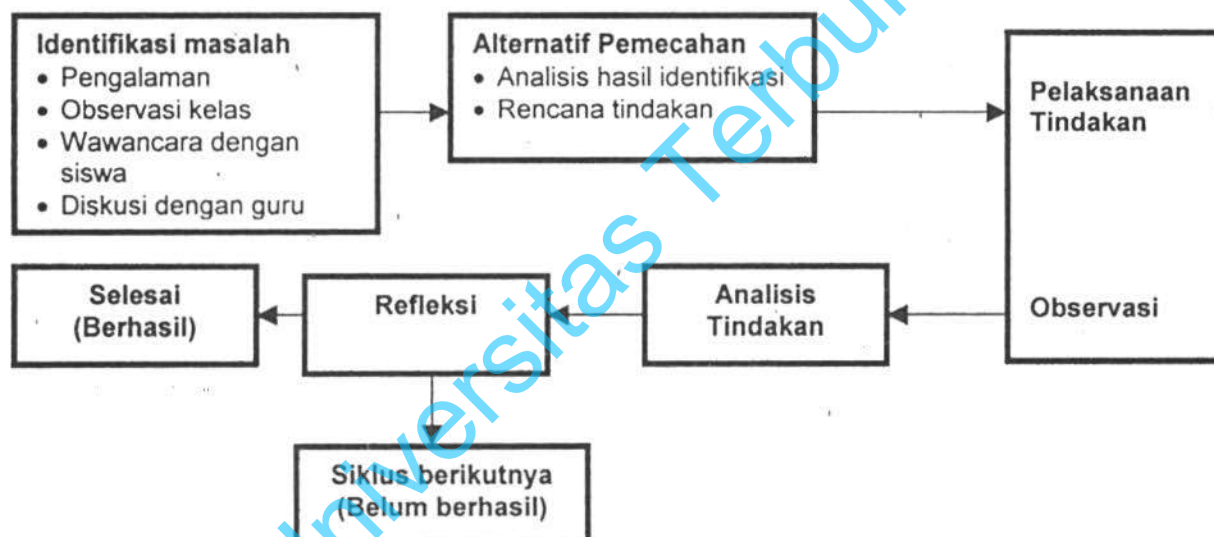 Identifikasi masalah
• Pengalaman
• Observasi kelas
• Wawancara dengan
siswa
• Diskusi dengan guru
Alternatif Pemecahan
• Analisis hasil identifikasi
• Rencana tindakan
Pelaksanaan
Tindakan
Observasi
Analisis
Tindakan
Refleksi
Selesai
(Berhasil)
Siklus berikutnya
(Belum berhasil)
Universitas Terbu